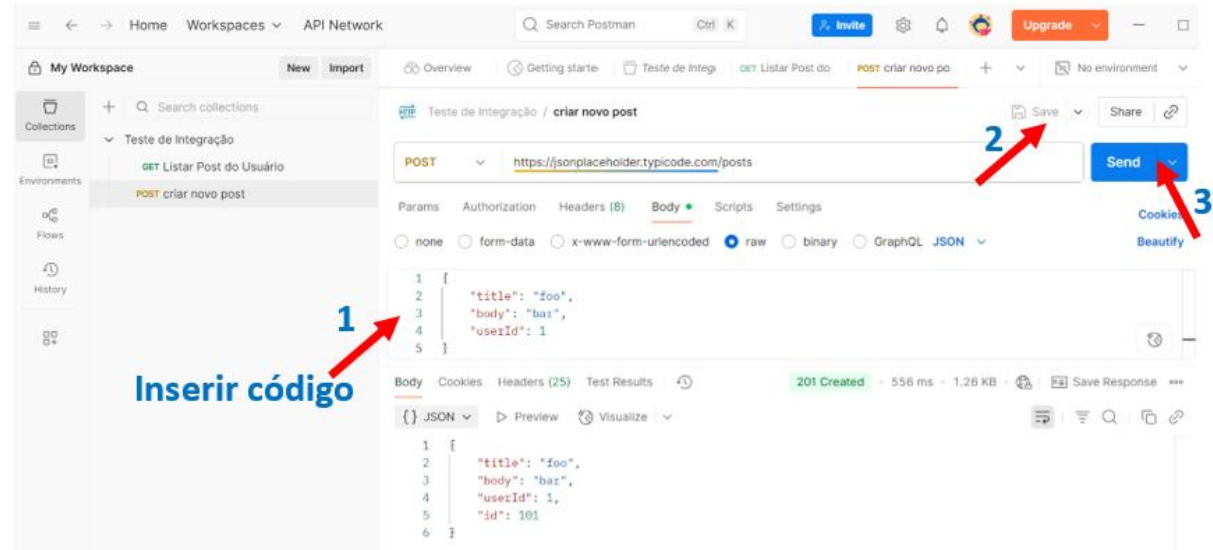 Home Workspaces API Network Search Postman Ctrl K Invite Upgrade
My Workspace New Import Overview Getting starte Teste de Integr GET Listar Post do POST criar novo po No environment
Collections
Environments
Flows
History
Search collections
Teste de Integração
GET Listar Post do Usuário
POST criar novo post
HTTP Teste de Integração / criar novo post Save Share
2
POST https://jsonplaceholder.typicode.com/posts Send
3
Params Authorization Headers (8) Body Scripts Settings Cookies
none form-data x-www-form-urlencoded raw binary GraphQL JSON Beautify
1 {
2 "title": "foo",
3 "body": "bar",
4 "userId": 1
5 }
1
Inserir código
Body Cookies Headers (25) Test Results 201 Created 556 ms 1.26 KB Save Response
{} JSON Preview Visualize
1 {
2 "title": "foo",
3 "body": "bar",
4 "userId": 1,
5 "id": 101
6 }